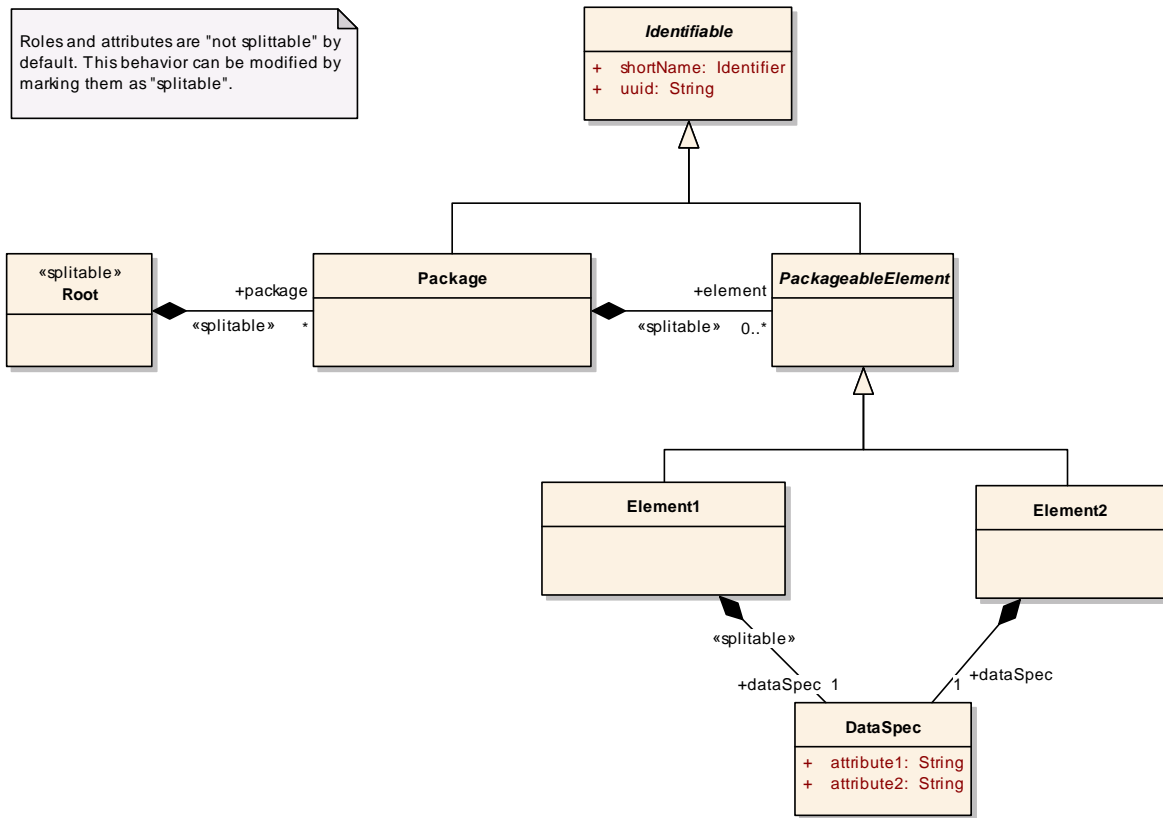 Roles and attributes are "not splittable" by
default. This behavior can be modified by
marking them as "splitable".
Identifiable
+ shortName: Identifier
+ uuid: String
«splitable»
Root
+package
«splitable» *
Package
+element
«splitable» 0..*
PackageableElement
Element1
Element2
«splitable»
+dataSpec 1
+dataSpec
1
DataSpec
+ attribute1: String
+ attribute2: String